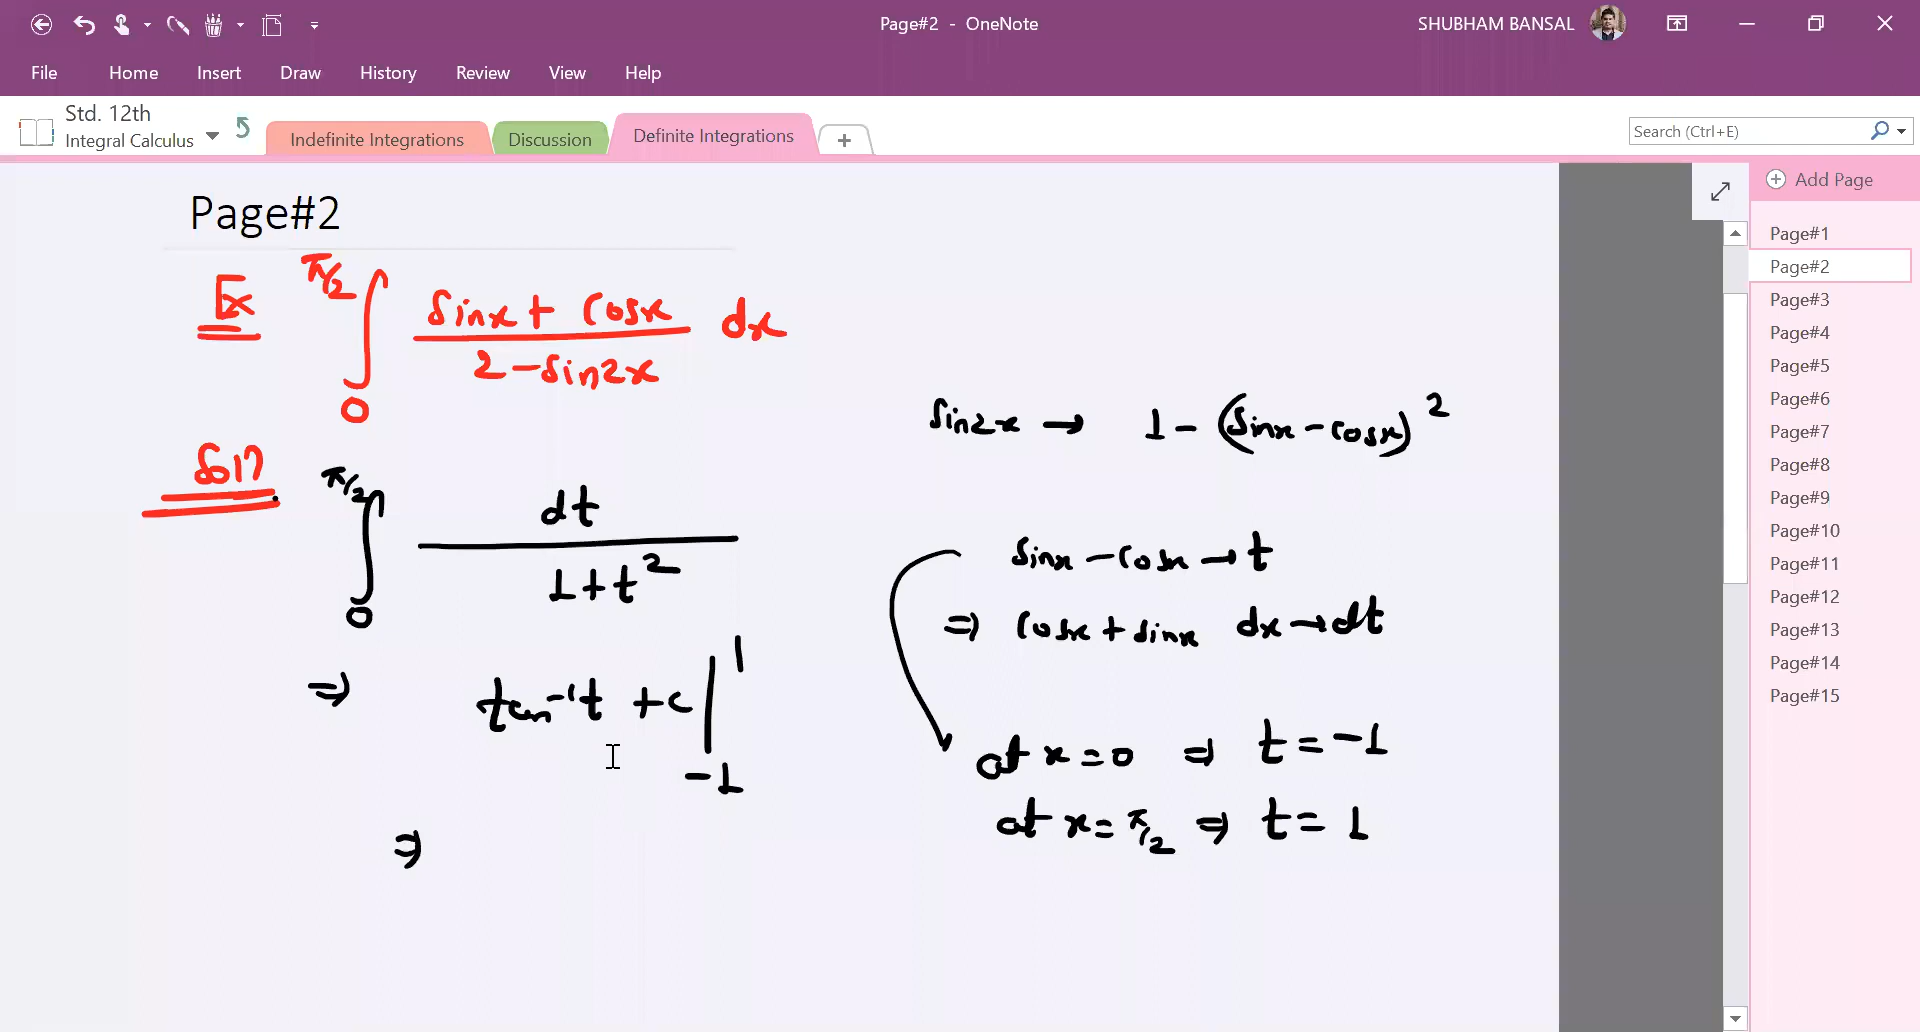 Page#2 - OneNote
SHUBHAM BANSAL
File Home Insert Draw History Review View Help
Std. 12th
Integral Calculus
Indefinite Integrations
Discussion
Definite Integrations
+
Search (Ctrl+E)
Add Page
Page#1
Page#2
Page#3
Page#4
Page#5
Page#6
Page#7
Page#8
Page#9
Page#10
Page#11
Page#12
Page#13
Page#14
Page#15
Page#2
Ex ∫₀^{π/2} (sinx + cosx)/(2 - sin2x) dx
Soln
∫₀^{π/2} dt/(1+t²)
⇒ tan⁻¹t + c |₋₁^1
⇒
sin2x → 1 - (sinx - cosx)²
sinx - cosx → t
⇒ cosx + sinx dx → dt
at x = 0 ⇒ t = -1
at x = π/2 ⇒ t = 1